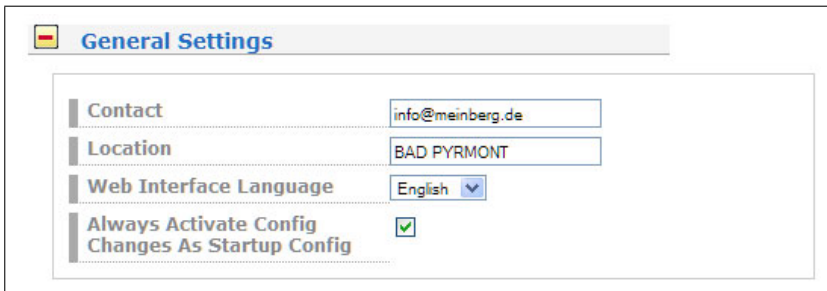 General Settings
Contact
info@meinberg.de
Location
BAD PYRMONT
Web Interface Language
English
Always Activate Config
Changes As Startup Config